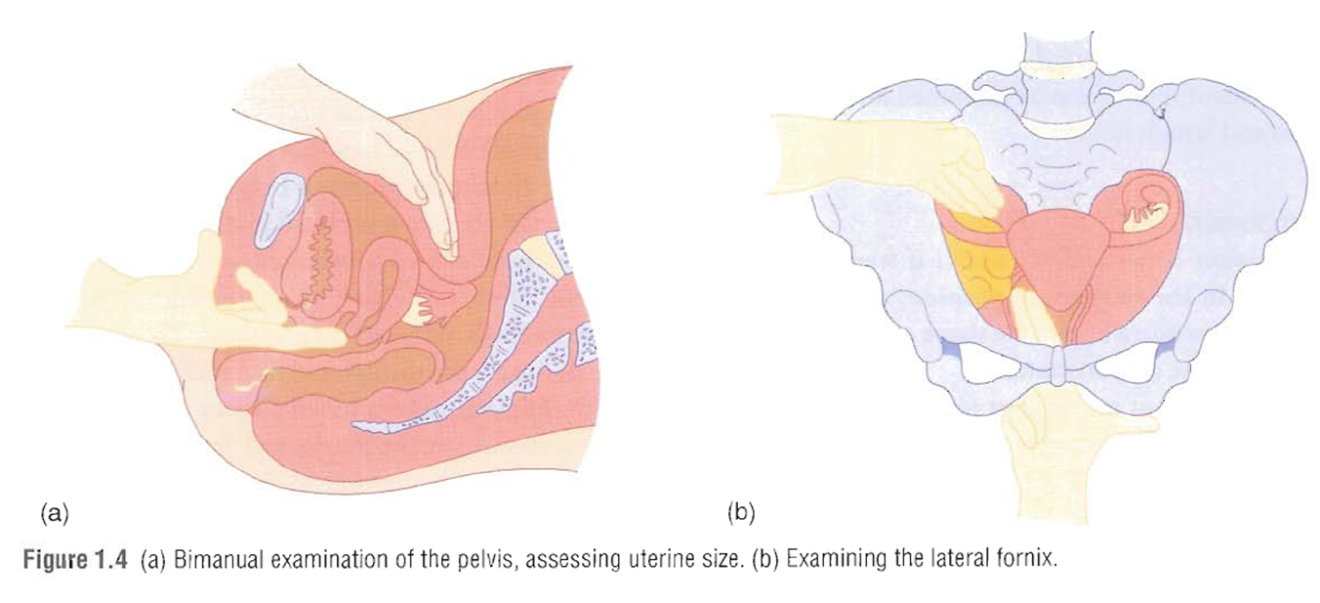 (a)
(b)
Figure 1.4 (a) Bimanual examination of the pelvis, assessing uterine size. (b) Examining the lateral fornix.